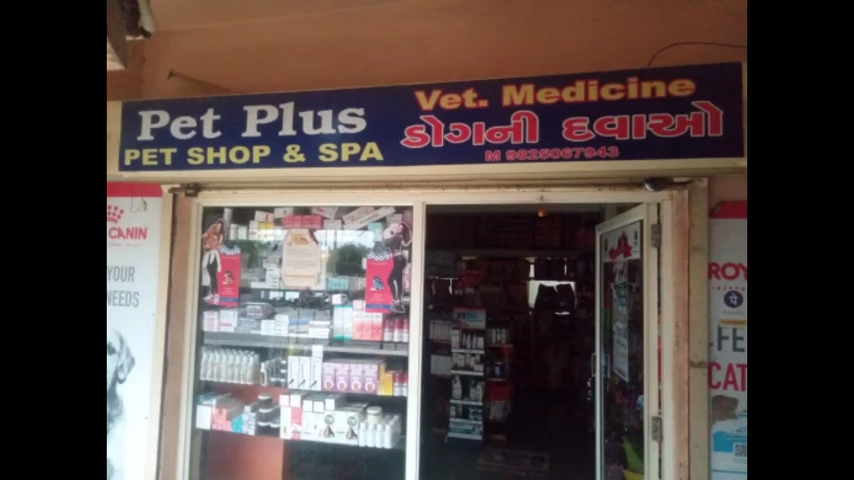 Pet Plus
PET SHOP & SPA
Vet. Medicine
ડોગની દવાઓ
M 9825067943
CANIN
YOUR
NEEDS
ROY
CAT